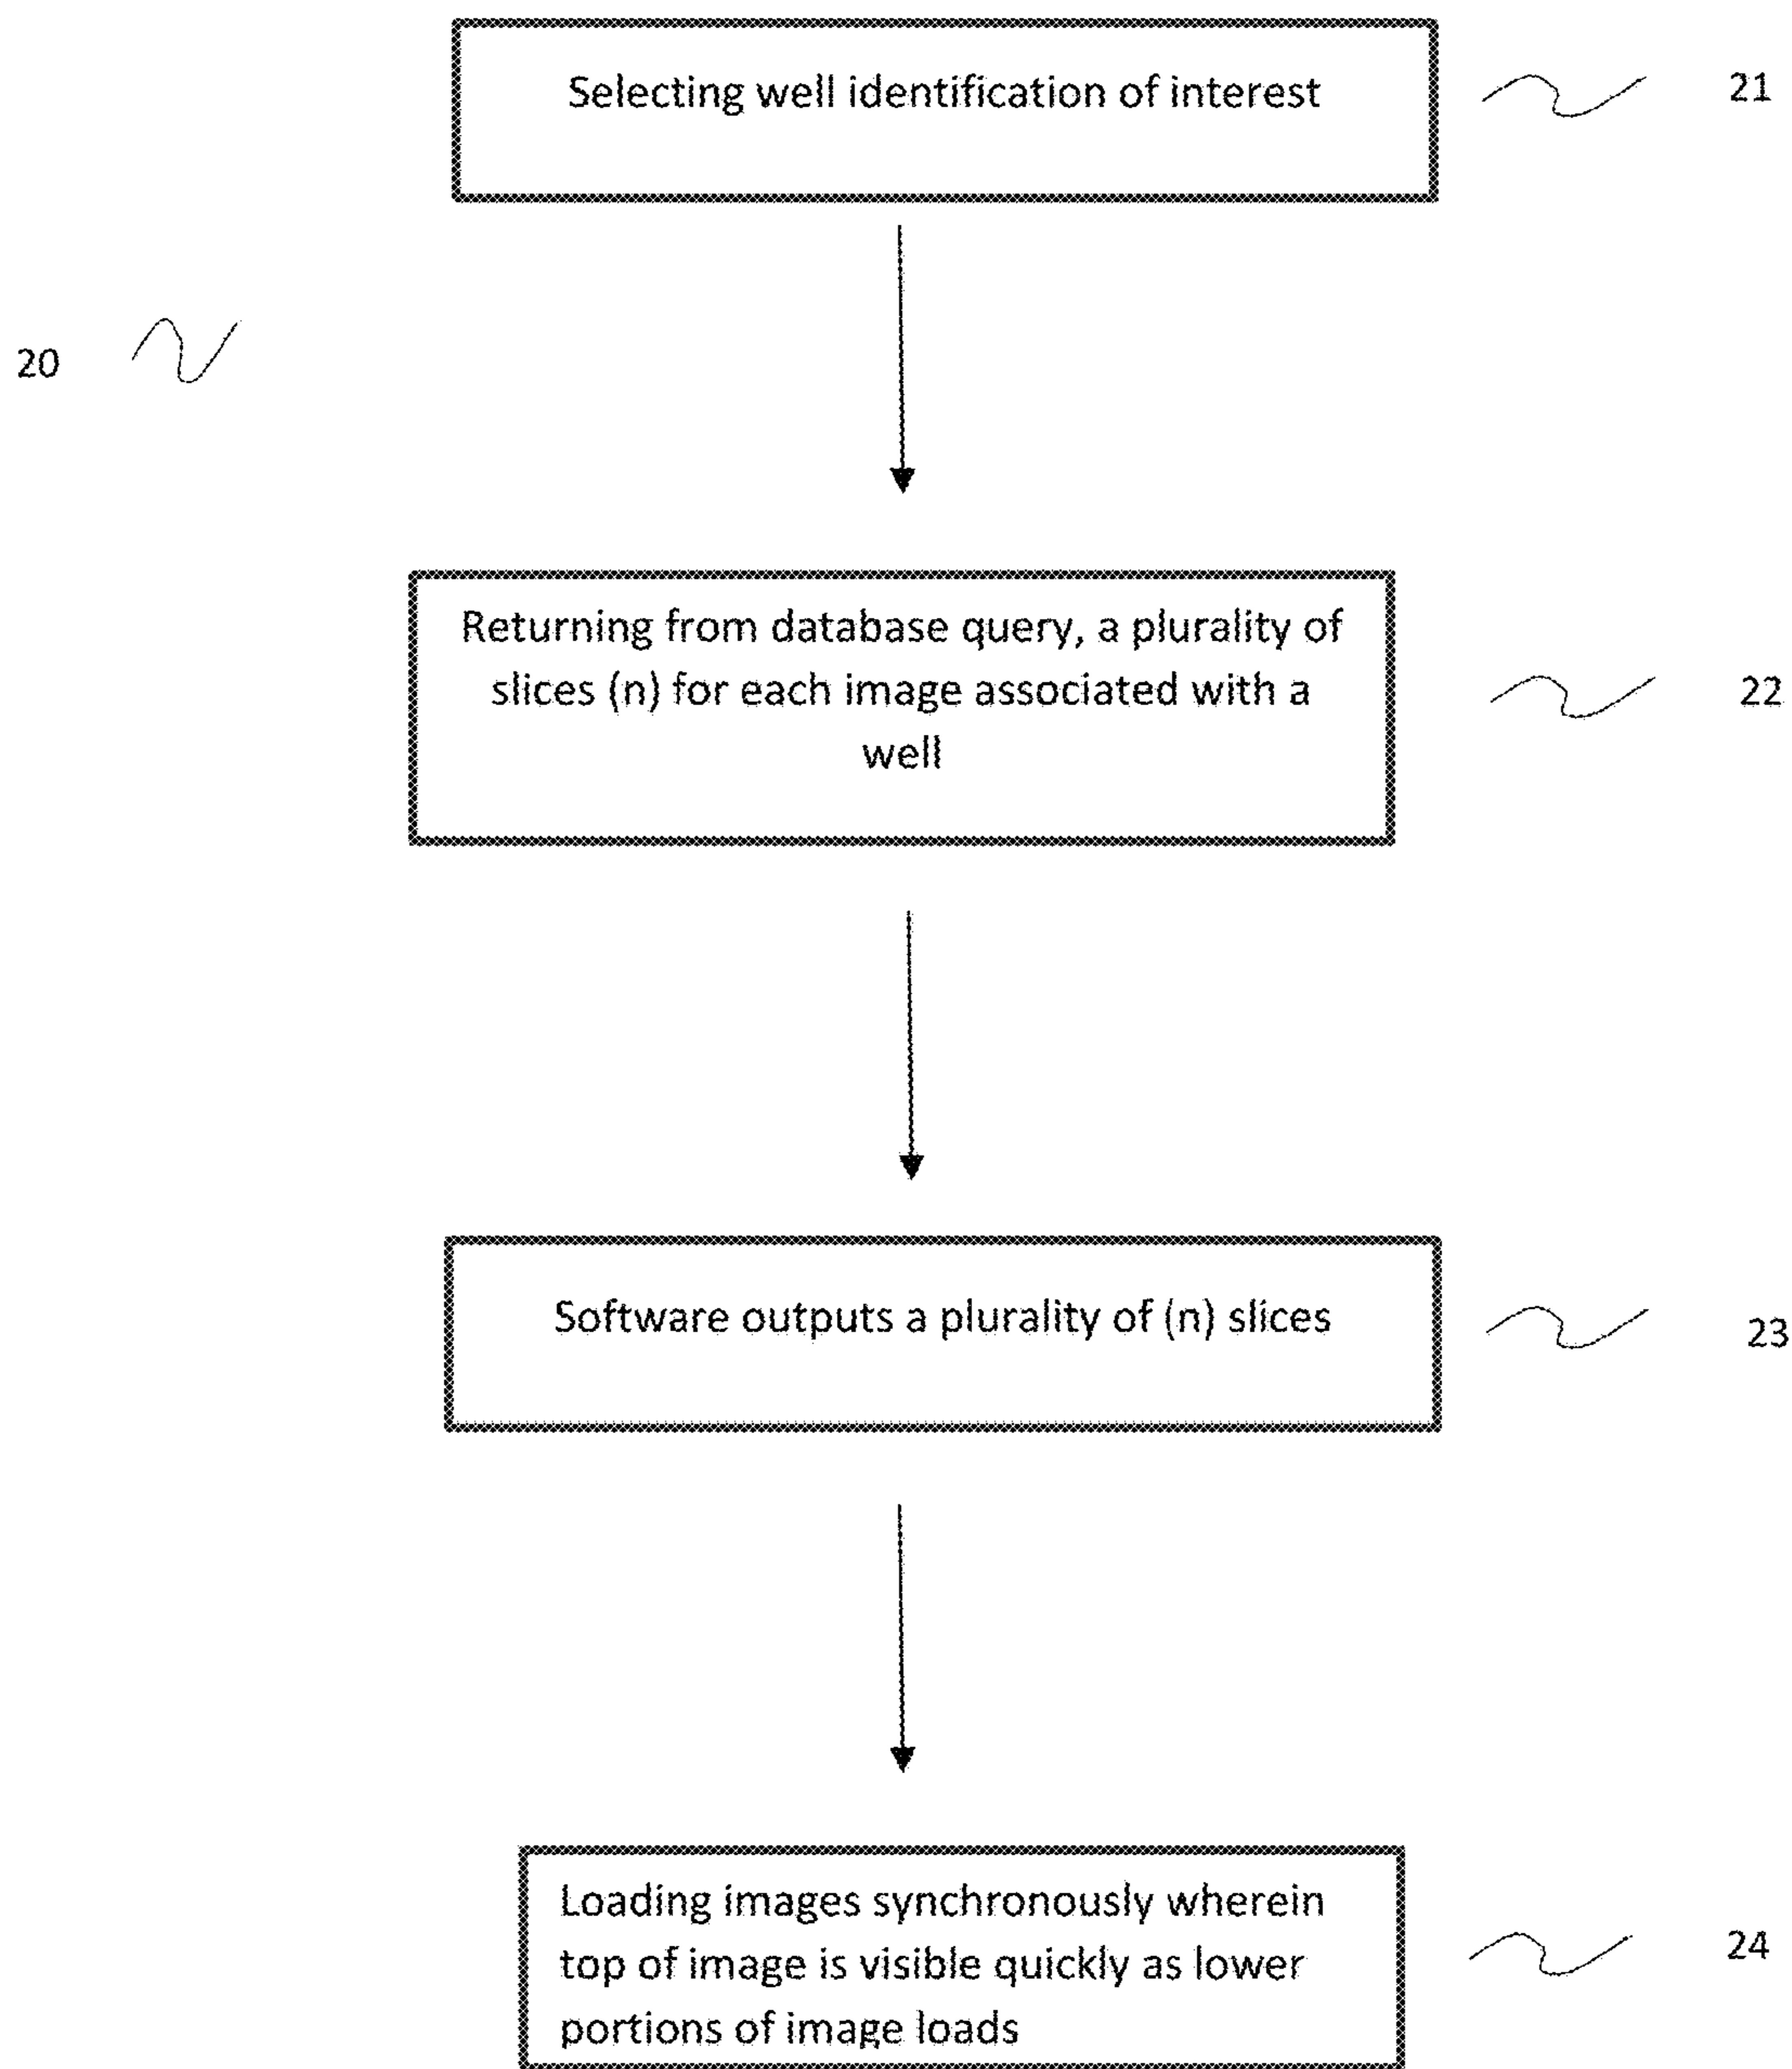 Selecting well identification of interest
21
20
Returning from database query, a plurality of
slices (n) for each image associated with a
well
22
Software outputs a plurality of (n) slices
23
Loading images synchronously wherein
top of image is visible quickly as lower
portions of image loads
24